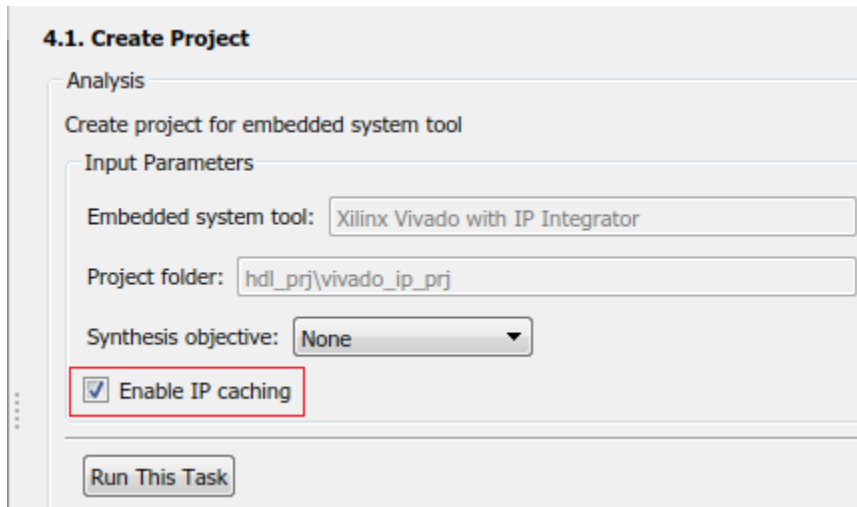 4.1. Create Project
Analysis
Create project for embedded system tool
Input Parameters
Embedded system tool: Xilinx Vivado with IP Integrator
Project folder: hdl_prj\vivado_ip_prj
Synthesis objective: None
Enable IP caching
Run This Task